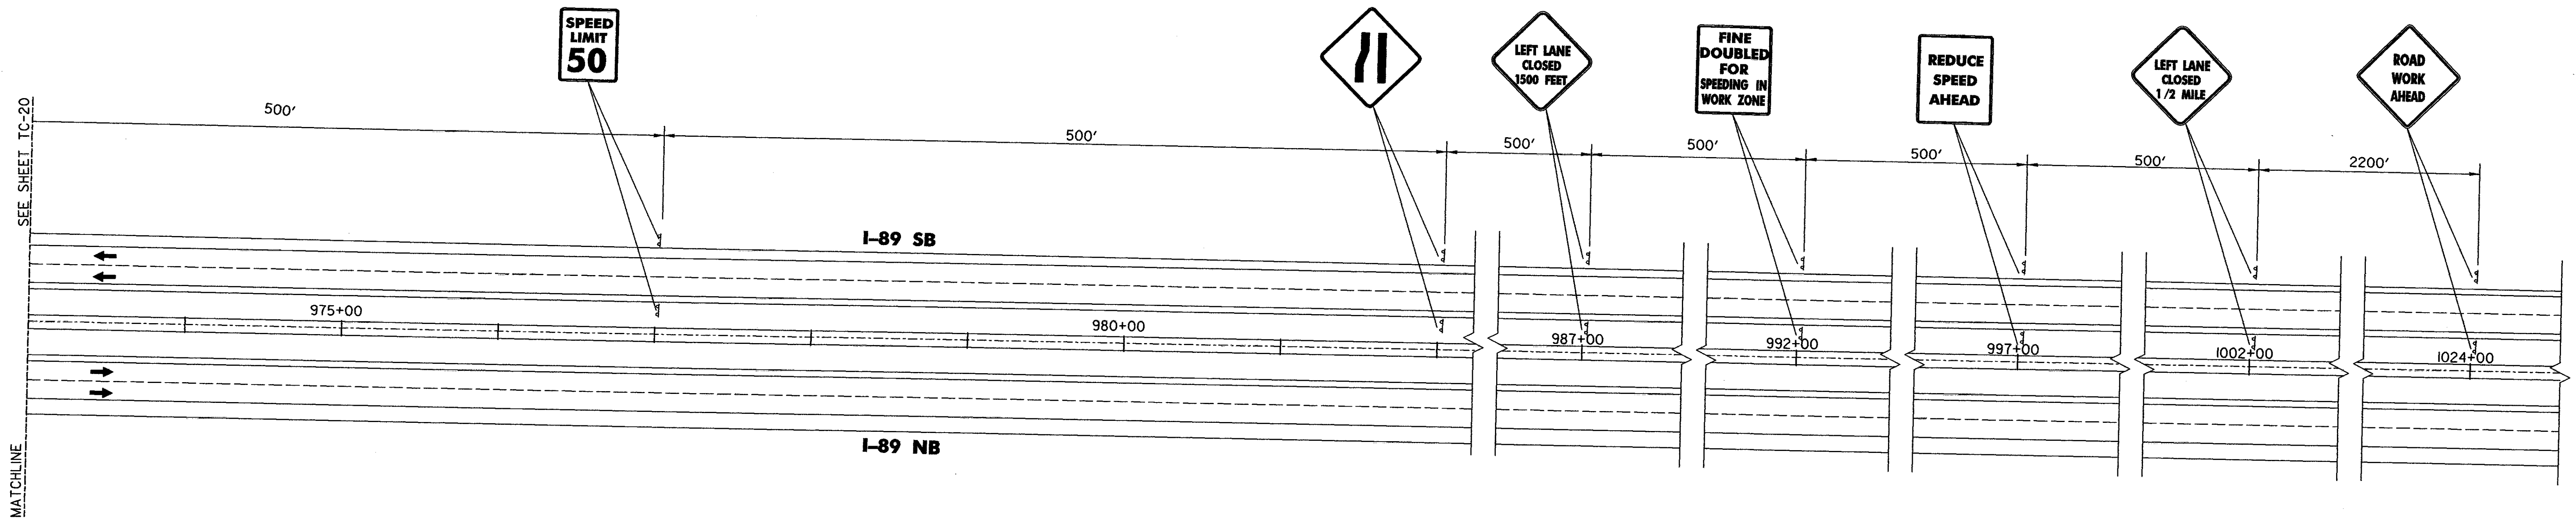 SPEED
LIMIT
50
LEFT LANE
CLOSED
1500 FEET
FINE
DOUBLED
FOR
SPEEDING IN
WORK ZONE
REDUCE
SPEED
AHEAD
LEFT LANE
CLOSED
1/2 MILE
ROAD
WORK
AHEAD
500'
500'
500'
500'
500'
500'
2200'
SEE SHEET TC-20
I-89 SB
975+00
980+00
987+00
992+00
997+00
1002+00
1024+00
I-89 NB
MATCHLINE